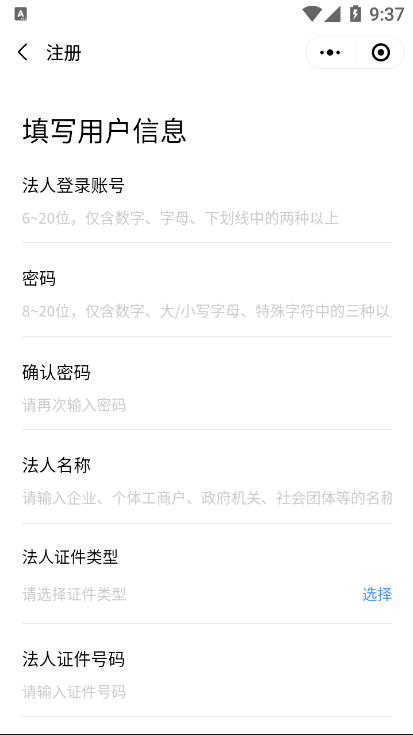 9:37
注册
填写用户信息
法人登录账号
6~20位，仅含数字、字母、下划线中的两种以上
密码
8~20位，仅含数字、大/小写字母、特殊字符中的三种以
确认密码
请再次输入密码
法人名称
请输入企业、个体工商户、政府机关、社会团体等的名称
法人证件类型
请选择证件类型 选择
法人证件号码
请输入证件号码